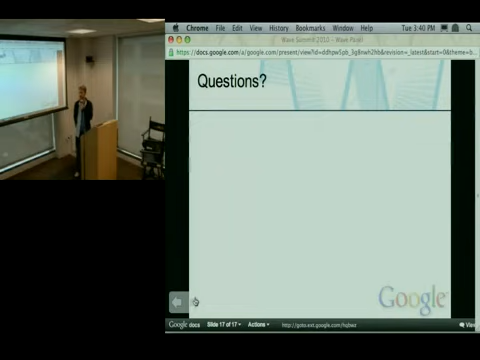 Chrome File Edit View History Bookmarks Window Help Tue 3:40 PM
Wave Summit 2010 - Wave Panel
Questions?
Google
Google docs Slide 17 of 17 Actions